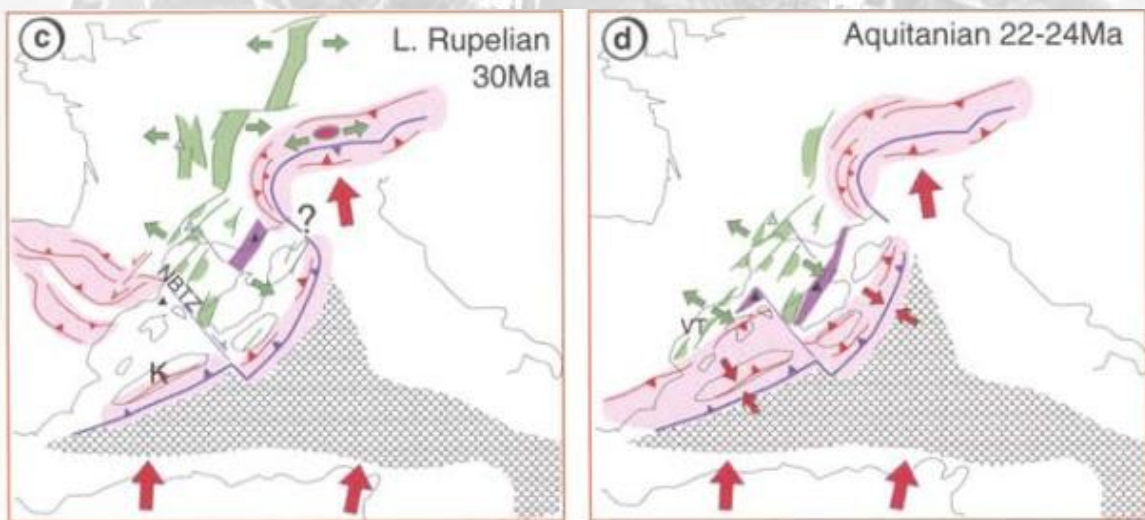 c
L. Rupelian
30Ma
?
NBTZ
K
d
Aquitanian 22-24Ma
A
VT